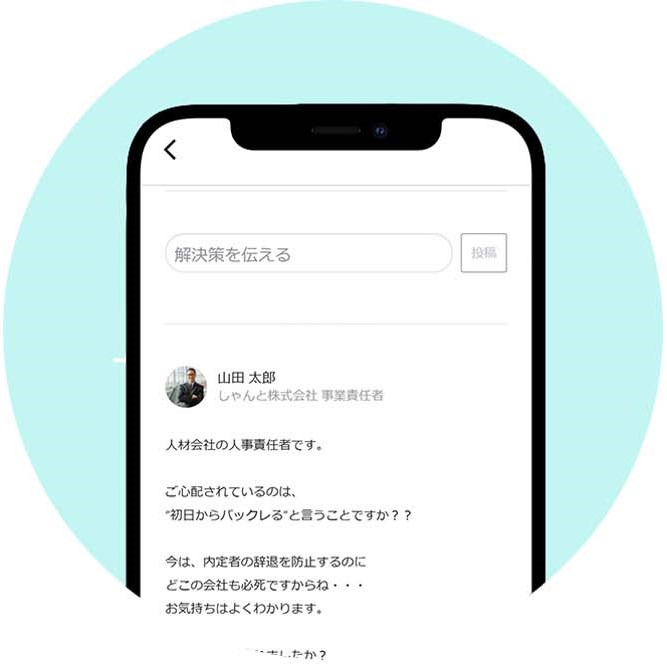 解決策を伝える
投稿
山田 太郎
しゃんと株式会社 事業責任者
人材会社の人事責任者です。
ご心配されているのは、
“初日からバックレる”と言うことですか？？
今は、内定者の辞退を防止するのに
どこの会社も必死ですからね・・・
お気持ちはよくわかります。
ましたか？